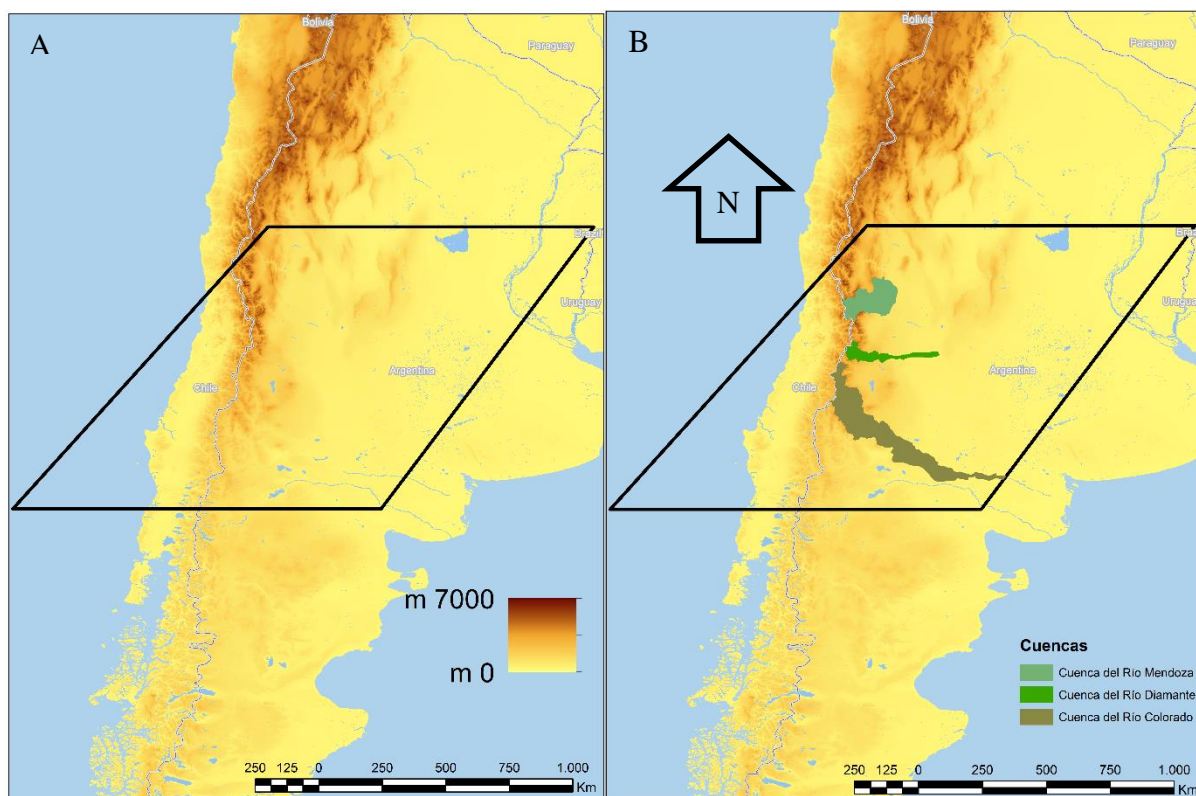 A
Bolivia
Paraguay
Brazil
Uruguay
Argentina
Chile
m 7000
m 0
250 125 0 250 500 750 1.000
Km
B
Bolivia
Paraguay
N
Uruguay
Chile
Argentina
Cuencas
Cuenca del Río Mendoza
Cuenca del Río Diamante
Cuenca del Río Colorado
250 125 0 250 500 750 1.000
Km